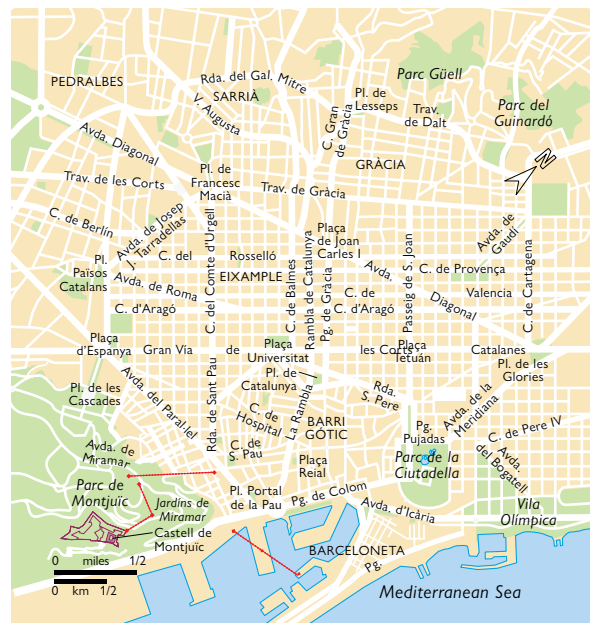 PEDRALBES
Rda. del Gal. Mitre
SARRIÀ
V. Augusta
Parc Güell
Pl. de
Lesseps
Trav.
de Dalt
Parc del
Guinardó
C. Gran
de Gràcia
Avda. Diagonal
GRÀCIA
N
Pl. de
Francesc
Macià
Trav. de les Corts
Trav. de Gràcia
C. de Berlín
Avda. de Josep
J. Tarradellas
C. del Comte d'Urgell
Plaça
de Joan
Carles I
Avda. de
Gaudí
Pl.
Països
Catalans
C. del
Rosselló
EIXAMPLE
C. de Balmes
Rambla de Catalunya
Pg. de Gràcia
Avda.
Diagonal
Passeig de S. Joan
C. de Provença
C. de Cartagena
Avda. de Roma
C. de
Valencia
C. d'Aragó
C. d'Aragó
Plaça
d'Espanya
Gran Vía
de
Plaça
Universitat
les Corts
Plaça
Tetuán
Catalanes
Pl. de
Catalunya
Pl. de les
Glories
Pl. de les
Cascades
Avda. del Paral·lel
Rda. de Sant Pau
Rda.
S. Pere
C. de
Hospital
La Rambla
BARRI
GÒTIC
Pg.
Pujadas
Avda. de la
Meridiana
C. de Pere IV
Avda. de
Miramar
C. de
S. Pau
Plaça
Reial
Parc de la
Ciutadella
Avda.
del Bogatell
Parc de
Montjuïc
Jardíns de
Miramar
Pl. Portal
de la Pau
Pg. de Colom
Avda. d'Icària
Vila
Olímpica
Castell de
Montjuïc
BARCELONETA
Pg.
0 miles 1/2
0 km 1/2
Mediterranean Sea